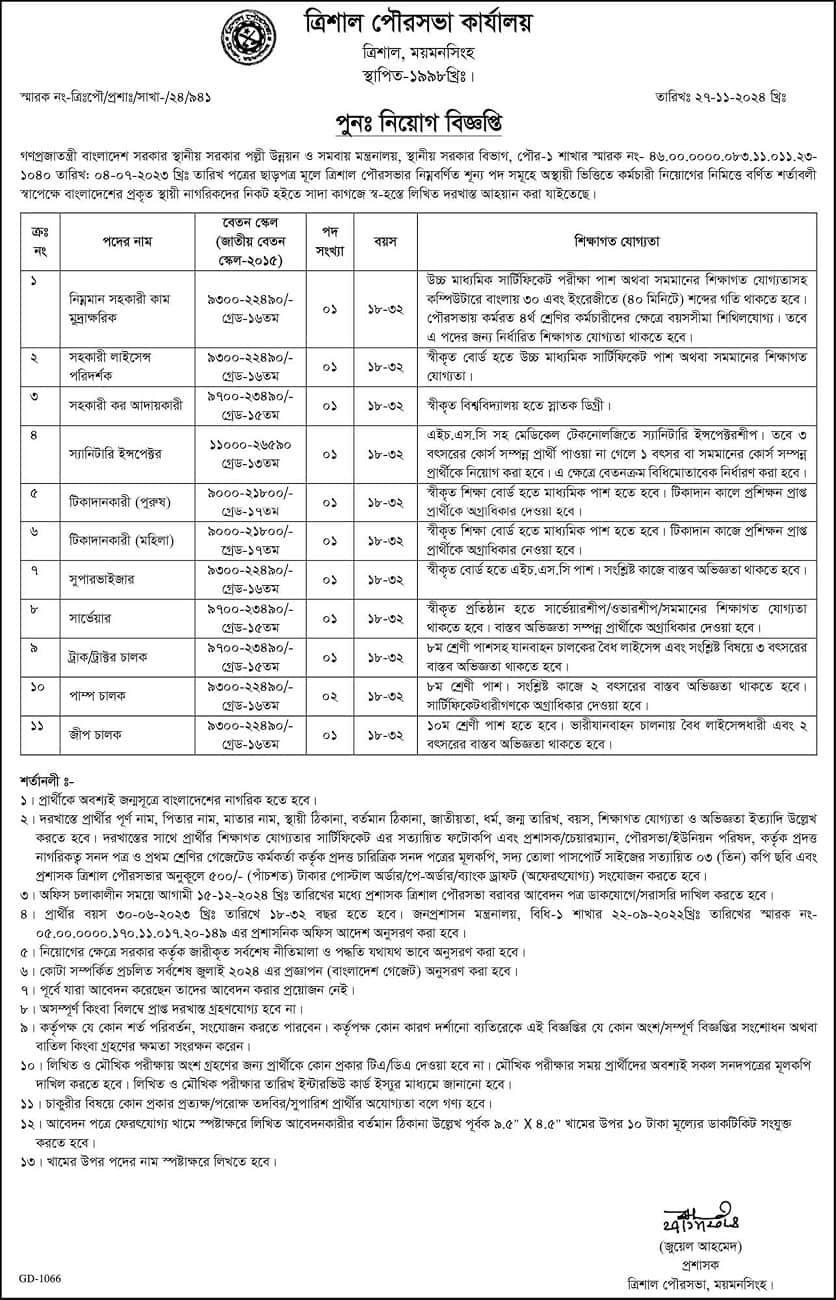 ত্রিশাল পৌরসভা কার্যালয়
ত্রিশাল, ময়মনসিংহ
স্থাপিত-১৯৯৮খ্রিঃ।
স্মারক নং-ত্রিঃপৌ/প্রশাঃ/সাখা-/২৪/৯৪১
তারিখঃ ২৭-১১-২০২৪ খ্রিঃ
পুনঃ নিয়োগ বিজ্ঞপ্তি
গণপ্রজাতন্ত্রী বাংলাদেশ সরকার স্থানীয় সরকার পল্লী উন্নয়ন ও সমবায় মন্ত্রনালয়, স্থানীয় সরকার বিভাগ, পৌর-১ শাখার স্মারক নং- ৪৬.০০.০০০০.০৮৩.১১.০১১.২৩-
১০৪০ তারিখ: ০৪-০৭-২০২৩ খ্রিঃ তারিখ পত্রের ছাড়পত্র মূলে ত্রিশাল পৌরসভার নিম্নবর্ণিত শূন্য পদ সমূহে অস্থায়ী ভিত্তিতে কর্মচারী নিয়োগের নিমিত্তে বর্ণিত শর্তাবলী
স্বাপেক্ষে বাংলাদেশের প্রকৃত স্থায়ী নাগরিকদের নিকট হইতে সাদা কাগজে স্ব-হস্তে লিখিত দরখাস্ত আহয়ান করা যাইতেছে।
ক্রঃ নং | পদের নাম | বেতন স্কেল (জাতীয় বেতন স্কেল-২০১৫) | পদ সংখ্যা | বয়স | শিক্ষাগত যোগ্যতা
১ | নিম্নমান সহকারী কাম মুদ্রাক্ষরিক | ৯৩০০-২২৪৯০/- গ্রেড-১৬তম | ০১ | ১৮-৩২ | উচ্চ মাধ্যমিক সার্টিফিকেট পরীক্ষা পাশ অথবা সমমানের শিক্ষাগত যোগ্যতাসহ
কম্পিউটারে বাংলায় ৩০ এবং ইংরেজীতে (৪০ মিনিটে) শব্দের গতি থাকতে হবে।
পৌরসভায় কর্মরত ৪র্থ শ্রেণির কর্মচারীদের ক্ষেত্রে বয়সসীমা শিথিলযোগ্য। তবে
এ পদের জন্য নির্ধারিত শিক্ষাগত যোগ্যতা থাকতে হবে।
২ | সহকারী লাইসেন্স পরিদর্শক | ৯৩০০-২২৪৯০/- গ্রেড-১৬তম | ০১ | ১৮-৩২ | স্বীকৃত বোর্ড হতে উচ্চ মাধ্যমিক সার্টিফিকেট পাশ অথবা সমমানের শিক্ষাগত
যোগ্যতা।
৩ | সহকারী কর আদায়কারী | ৯৭০০-২৩৪৯০/- গ্রেড-১৫তম | ০১ | ১৮-৩২ | স্বীকৃত বিশ্ববিদ্যালয় হতে স্নাতক ডিগ্রী।
৪ | স্যানিটারি ইন্সপেক্টর | ১১০০০-২৬৫৯০ গ্রেড-১৩তম | ০১ | ১৮-৩২ | এইচ.এস.সি সহ মেডিকেল টেকনোলজিতে স্যানিটারি ইন্সপেক্টরশীপ। তবে ৩
বৎসরের কোর্স সম্পন্ন প্রার্থী পাওয়া না গেলে ১ বৎসর বা সমমানের কোর্স সম্পন্ন
প্রার্থীকে নিয়োগ করা হবে। এ ক্ষেত্রে বেতনক্রম বিধিমোতাবেক নির্ধারণ করা হবে।
৫ | টিকাদানকারী (পুরুষ) | ৯০০০-২১৮০০/- গ্রেড-১৭তম | ০১ | ১৮-৩২ | স্বীকৃত শিক্ষা বোর্ড হতে মাধ্যমিক পাশ হতে হবে। টিকাদান কালে প্রশিক্ষন প্রাপ্ত
প্রার্থীকে অগ্রাধিকার দেওয়া হবে।
৬ | টিকাদানকারী (মহিলা) | ৯০০০-২১৮০০/- গ্রেড-১৭তম | ০১ | ১৮-৩২ | স্বীকৃত শিক্ষা বোর্ড হতে মাধ্যমিক পাশ হতে হবে। টিকাদান কাজে প্রশিক্ষন প্রাপ্ত
প্রার্থীকে অগ্রাধিকার নেওয়া হবে।
৭ | সুপারভাইজার | ৯৩০০-২২৪৯০/- গ্রেড-১৬তম | ০১ | ১৮-৩২ | স্বীকৃত বোর্ড হতে এইচ.এস.সি পাশ। সংশ্লিষ্ট কাজে বাস্তব অভিজ্ঞতা থাকতে হবে।
৮ | সার্ভেয়ার | ৯৭০০-২৩৪৯০/- গ্রেড-১৫তম | ০১ | ১৮-৩২ | স্বীকৃত প্রতিষ্ঠান হতে সার্ভেয়ারশীপ/ওভারশীপ/সমমানের শিক্ষাগত যোগ্যতা
থাকতে হবে। বাস্তব অভিজ্ঞতা সম্পন্ন প্রার্থীকে অগ্রাধিকার দেওয়া হবে।
৯ | ট্রাক/ট্রাক্টর চালক | ৯৭০০-২৩৪৯০/- গ্রেড-১৫তম | ০১ | ১৮-৩২ | ৮ম শ্রেণী পাশসহ যানবাহন চালকের বৈধ লাইসেন্স এবং সংশ্লিষ্ট বিষয়ে ৩ বৎসরের
বাস্তব অভিজ্ঞতা থাকতে হবে।
১০ | পাম্প চালক | ৯৩০০-২২৪৯০/- গ্রেড-১৬তম | ০২ | ১৮-৩২ | ৮ম শ্রেণী পাশ। সংশ্লিষ্ট কাজে ২ বৎসরের বাস্তব অভিজ্ঞতা থাকতে হবে।
সার্টিফিকেটধারীগণকে অগ্রাধিকার দেওয়া হবে।
১১ | জীপ চালক | ৯৩০০-২২৪৯০/- গ্রেড-১৬তম | ০১ | ১৮-৩২ | ১০ম শ্রেণী পাশ হতে হবে। ভারীযানবাহন চালনায় বৈধ লাইসেন্সধারী এবং ২
বৎসরের বাস্তব অভিজ্ঞতা থাকতে হবে।
শর্তানলী ঃ-
১। প্রার্থীকে অবশ্যই জন্মসূত্রে বাংলাদেশের নাগরিক হতে হবে।
২। দরখাস্তে প্রার্থীর পূর্ণ নাম, পিতার নাম, মাতার নাম, স্থায়ী ঠিকানা, বর্তমান ঠিকানা, জাতীয়তা, ধর্ম, জন্ম তারিখ, বয়স, শিক্ষাগত যোগ্যতা ও অভিজ্ঞতা ইত্যাদি উল্লেখ
করতে হবে। দরখাস্তের সাথে প্রার্থীর শিক্ষাগত যোগ্যতার সার্টিফিকেট এর সত্যায়িত ফটোকপি এবং প্রশাসক/চেয়ারম্যান, পৌরসভা/ইউনিয়ন পরিষদ, কর্তৃক প্রদত্ত
নাগরিকত্ব সনদ পত্র ও প্রথম শ্রেণির গেজেটেড কর্মকর্তা কর্তৃক প্রদত্ত চারিত্রিক সনদ পত্রের মূলকপি, সদ্য তোলা পাসপোর্ট সাইজের সত্যায়িত ০৩ (তিন) কপি ছবি এবং
প্রশাসক ত্রিশাল পৌরসভার অনুকূলে ৫০০/- (পাঁচশত) টাকার পোস্টাল অর্ডার/পে-অর্ডার/ব্যাংক ড্রাফট (অফেরৎযোগ্য) সংযোজন করতে হবে।
৩। অফিস চলাকালীন সময়ে আগামী ১৫-১২-২০২৪ খ্রিঃ তারিখের মধ্যে প্রশাসক ত্রিশাল পৌরসভা বরাবর আবেদন পত্র ডাকযোগে/সরাসরি দাখিল করতে হবে।
৪। প্রার্থীর বয়স ৩০-০৬-২০২৩ খ্রিঃ তারিখে ১৮-৩২ বছর হতে হবে। জনপ্রশাসন মন্ত্রনালয়, বিধি-১ শাখার ২২-০৯-২০২২খ্রিঃ তারিখের স্মারক নং-
০৫.০০.০০০০.১৭০.১১.০১৭.২০-১৪৯ এর প্রশাসনিক অফিস আদেশ অনুসরণ করা হবে।
৫। নিয়োগের ক্ষেত্রে সরকার কর্তৃক জারীকৃত সর্বশেষ নীতিমালা ও পদ্ধতি যথাযথ ভাবে অনুসরণ করা হবে।
৬। কোটা সম্পর্কিত প্রচলিত সর্বশেষ জুলাই ২০২৪ এর প্রজ্ঞাপন (বাংলাদেশ গেজেট) অনুসরণ করা হবে।
৭। পূর্বে যারা আবেদন করেছেন তাদের আবেদন করার প্রয়োজন নেই।
৮। অসম্পূর্ণ কিংবা বিলম্বে প্রাপ্ত দরখাস্ত গ্রহণযোগ্য হবে না।
৯। কর্তৃপক্ষ যে কোন শর্ত পরিবর্তন, সংযোজন করতে পারবেন। কর্তৃপক্ষ কোন কারণ দর্শানো ব্যতিরেকে এই বিজ্ঞপ্তির যে কোন অংশ/সম্পূর্ণ বিজ্ঞপ্তির সংশোধন অথবা
বাতিল কিংবা গ্রহণের ক্ষমতা সংরক্ষন করেন।
১০। লিখিত ও মৌখিক পরীক্ষায় অংশ গ্রহণের জন্য প্রার্থীকে কোন প্রকার টিএ/ডিএ দেওয়া হবে না। মৌখিক পরীক্ষার সময় প্রার্থীদের অবশ্যই সকল সনদপত্রের মূলকপি
দাখিল করতে হবে। লিখিত ও মৌখিক পরীক্ষার তারিখ ইন্টারভিউ কার্ড ইস্যুর মাধ্যমে জানানো হবে।
১১। চাকুরীর বিষয়ে কোন প্রকার প্রত্যক্ষ/পরোক্ষ তদবির/সুপারিশ প্রার্থীর অযোগ্যতা বলে গণ্য হবে।
১২। আবেদন পত্রে ফেরৎযোগ্য খামে স্পষ্টাক্ষরে লিখিত আবেদনকারীর বর্তমান ঠিকানা উল্লেখ পূর্বক ৯.৫" X ৪.৫" খামের উপর ১০ টাকা মূল্যের ডাকটিকিট সংযুক্ত
করতে হবে।
১৩। খামের উপর পদের নাম স্পষ্টাক্ষরে লিখতে হবে।
(জুয়েল আহমেদ)
প্রশাসক
ত্রিশাল পৌরসভা, ময়মনসিংহ।
GD-1066